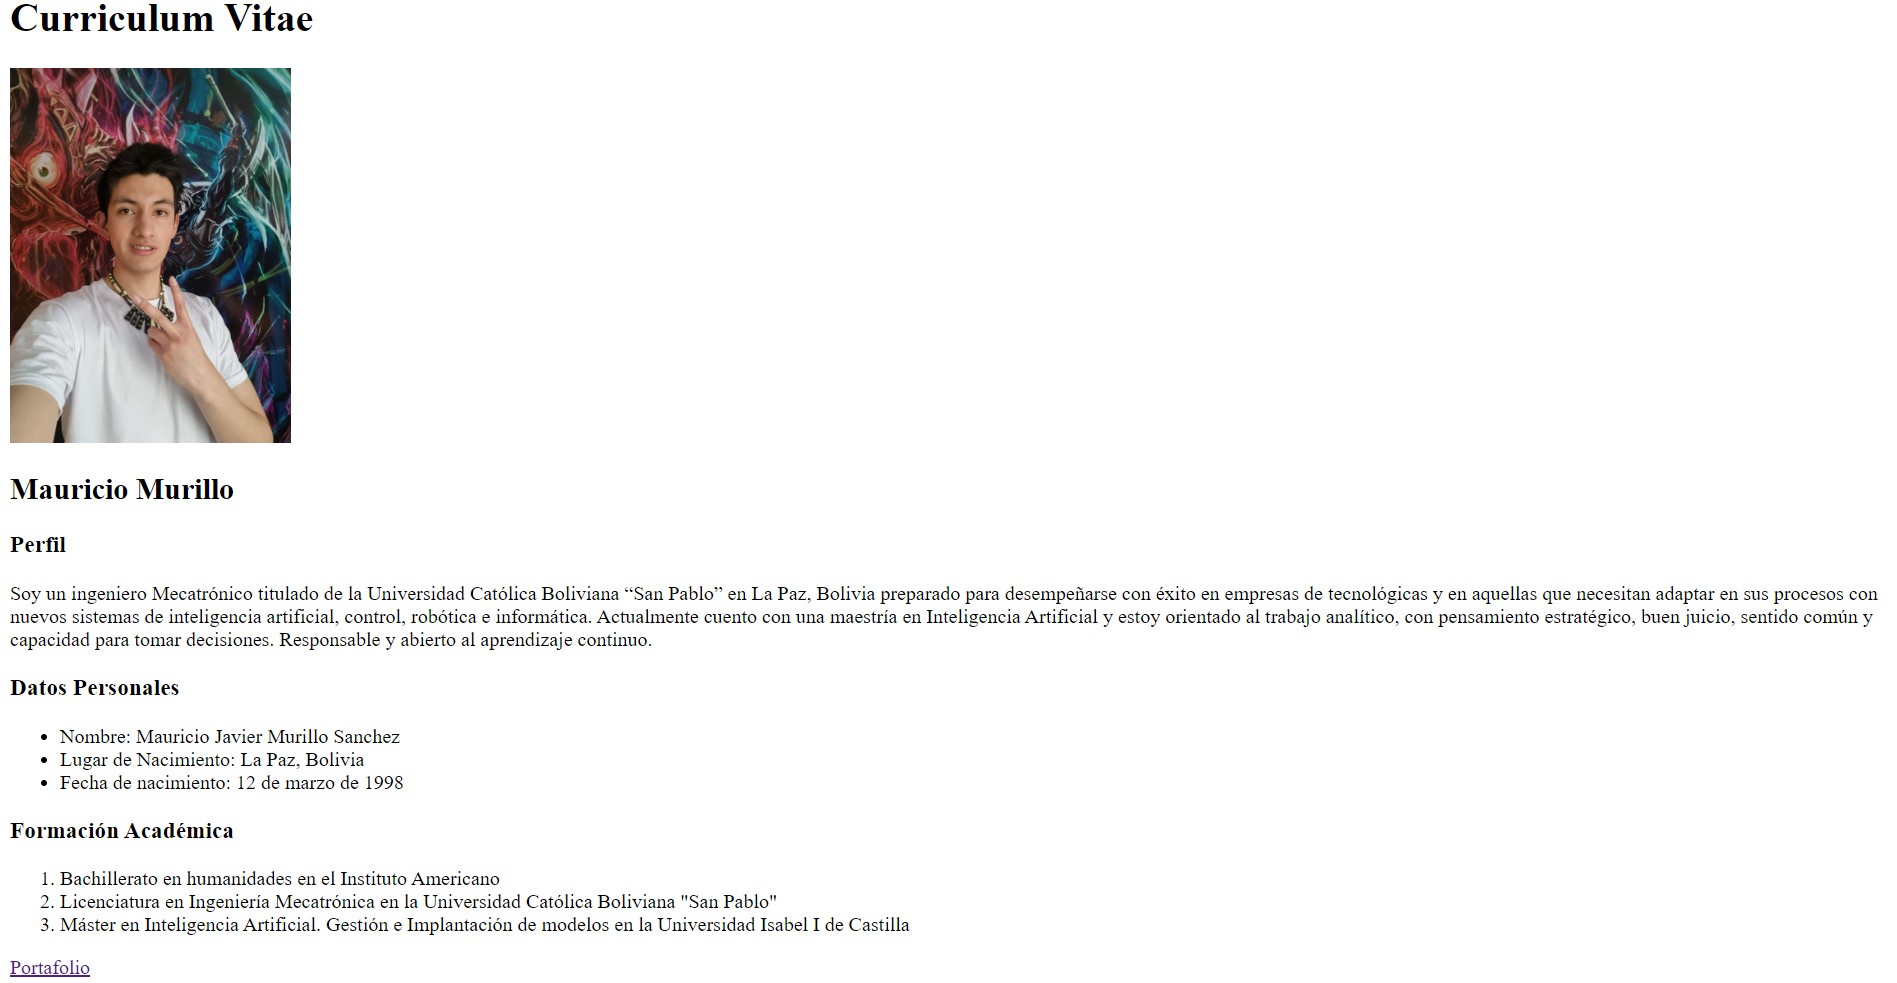 Curriculum Vitae
Mauricio Murillo
Perfil
Soy un ingeniero Mecatrónico titulado de la Universidad Católica Boliviana “San Pablo” en La Paz, Bolivia preparado para desempeñarse con éxito en empresas de tecnológicas y en aquellas que necesitan adaptar en sus procesos con
nuevos sistemas de inteligencia artificial, control, robótica e informática. Actualmente cuento con una maestría en Inteligencia Artificial y estoy orientado al trabajo analítico, con pensamiento estratégico, buen juicio, sentido común y
capacidad para tomar decisiones. Responsable y abierto al aprendizaje continuo.
Datos Personales
• Nombre: Mauricio Javier Murillo Sanchez
• Lugar de Nacimiento: La Paz, Bolivia
• Fecha de nacimiento: 12 de marzo de 1998
Formación Académica
1. Bachillerato en humanidades en el Instituto Americano
2. Licenciatura en Ingeniería Mecatrónica en la Universidad Católica Boliviana "San Pablo"
3. Máster en Inteligencia Artificial. Gestión e Implantación de modelos en la Universidad Isabel I de Castilla
Portafolio